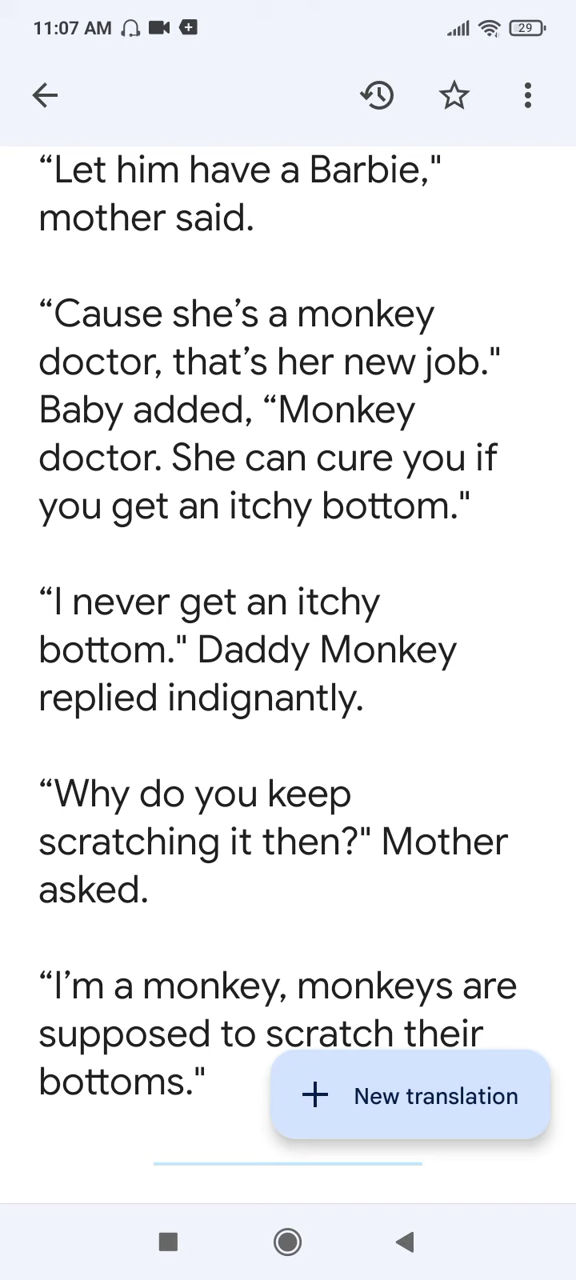 11:07 AM
29
“Let him have a Barbie,"
mother said.
“Cause she’s a monkey
doctor, that’s her new job."
Baby added, “Monkey
doctor. She can cure you if
you get an itchy bottom."
“I never get an itchy
bottom." Daddy Monkey
replied indignantly.
“Why do you keep
scratching it then?" Mother
asked.
“I’m a monkey, monkeys are
supposed to scratch their
bottoms."
New translation